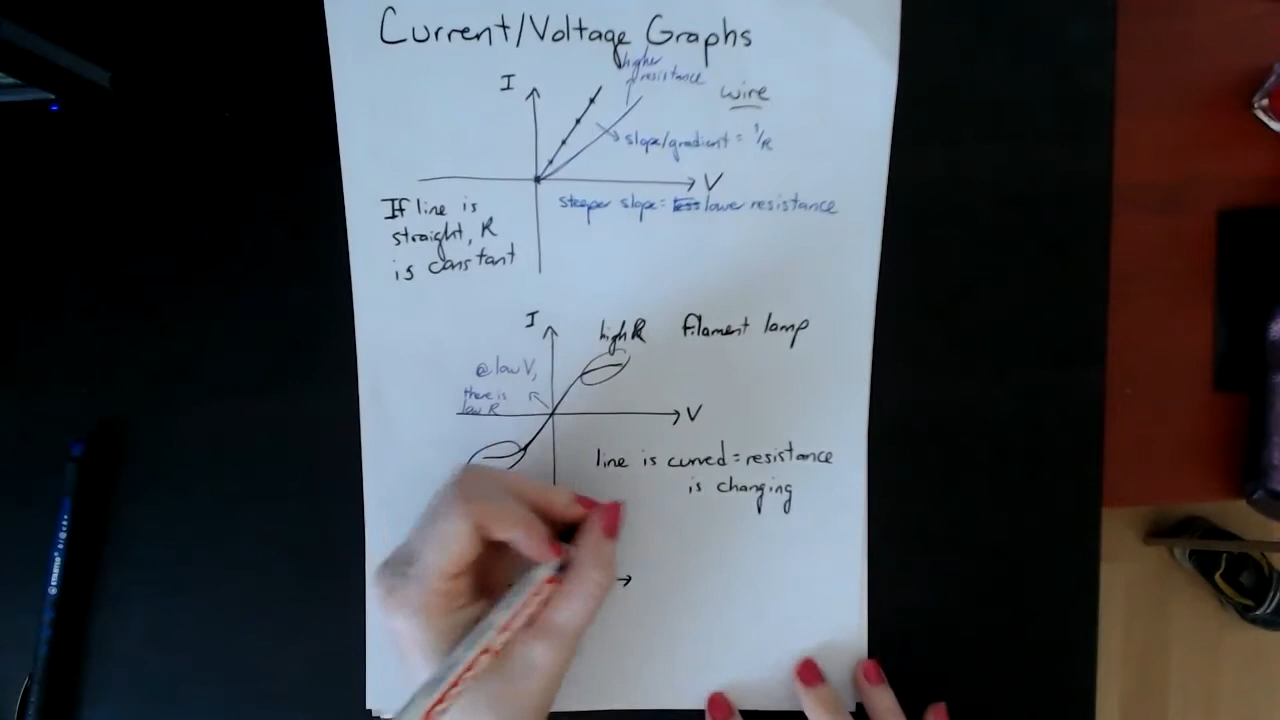 Current/Voltage Graphs
higher
resistance
I
wire
slope/gradient = 1/R
V
steeper slope = less lower resistance
If line is
straight, R
is constant
I
high R
filament lamp
@ low V,
there is
low R
V
line is curved = resistance
is changing